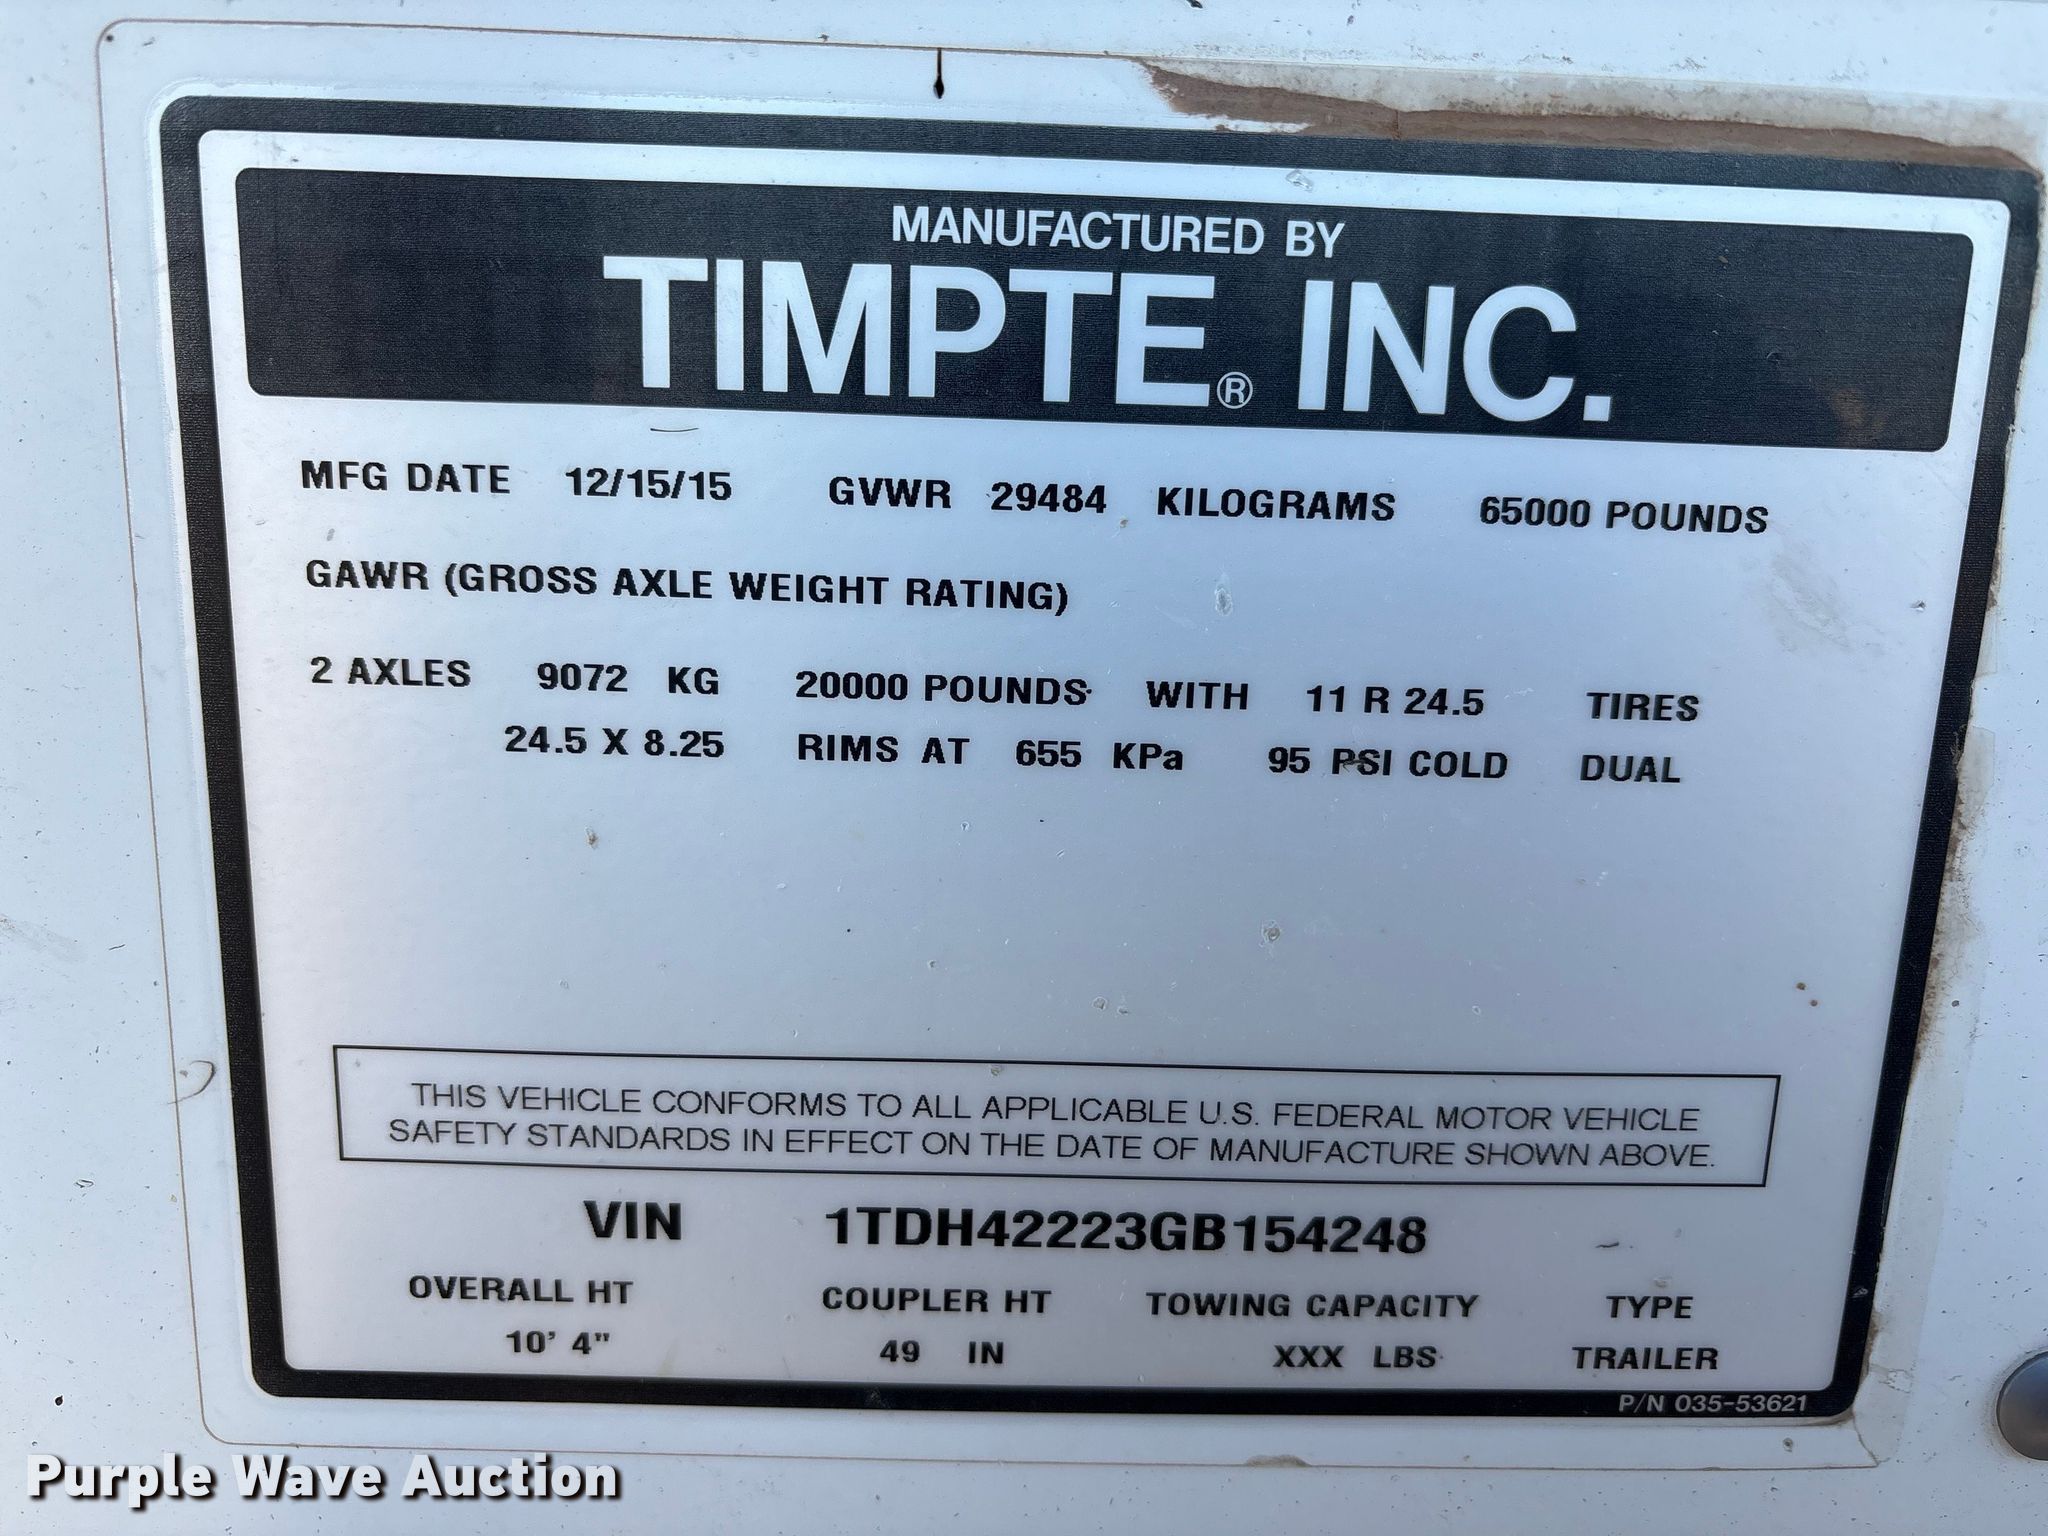 MANUFACTURED BY
TIMPTE® INC.
MFG DATE 12/15/15 GVWR 29484 KILOGRAMS 65000 POUNDS
GAWR (GROSS AXLE WEIGHT RATING)
2 AXLES 9072 KG 20000 POUNDS WITH 11 R 24.5 TIRES
24.5 X 8.25 RIMS AT 655 KPa 95 PSI COLD DUAL
THIS VEHICLE CONFORMS TO ALL APPLICABLE U.S. FEDERAL MOTOR VEHICLE
SAFETY STANDARDS IN EFFECT ON THE DATE OF MANUFACTURE SHOWN ABOVE.
VIN 1TDH42223GB154248
OVERALL HT COUPLER HT TOWING CAPACITY TYPE
10' 4" 49 IN XXX LBS TRAILER
P/N 035-53621
Purple Wave Auction